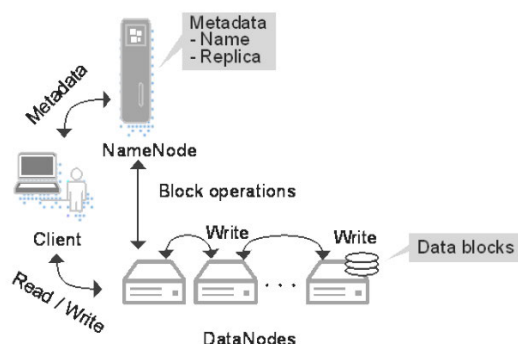 Metadata
- Name
- Replica
Metadata
NameNode
Block operations
Client
Write
Write
Data blocks
Read / Write
. . .
DataNodes